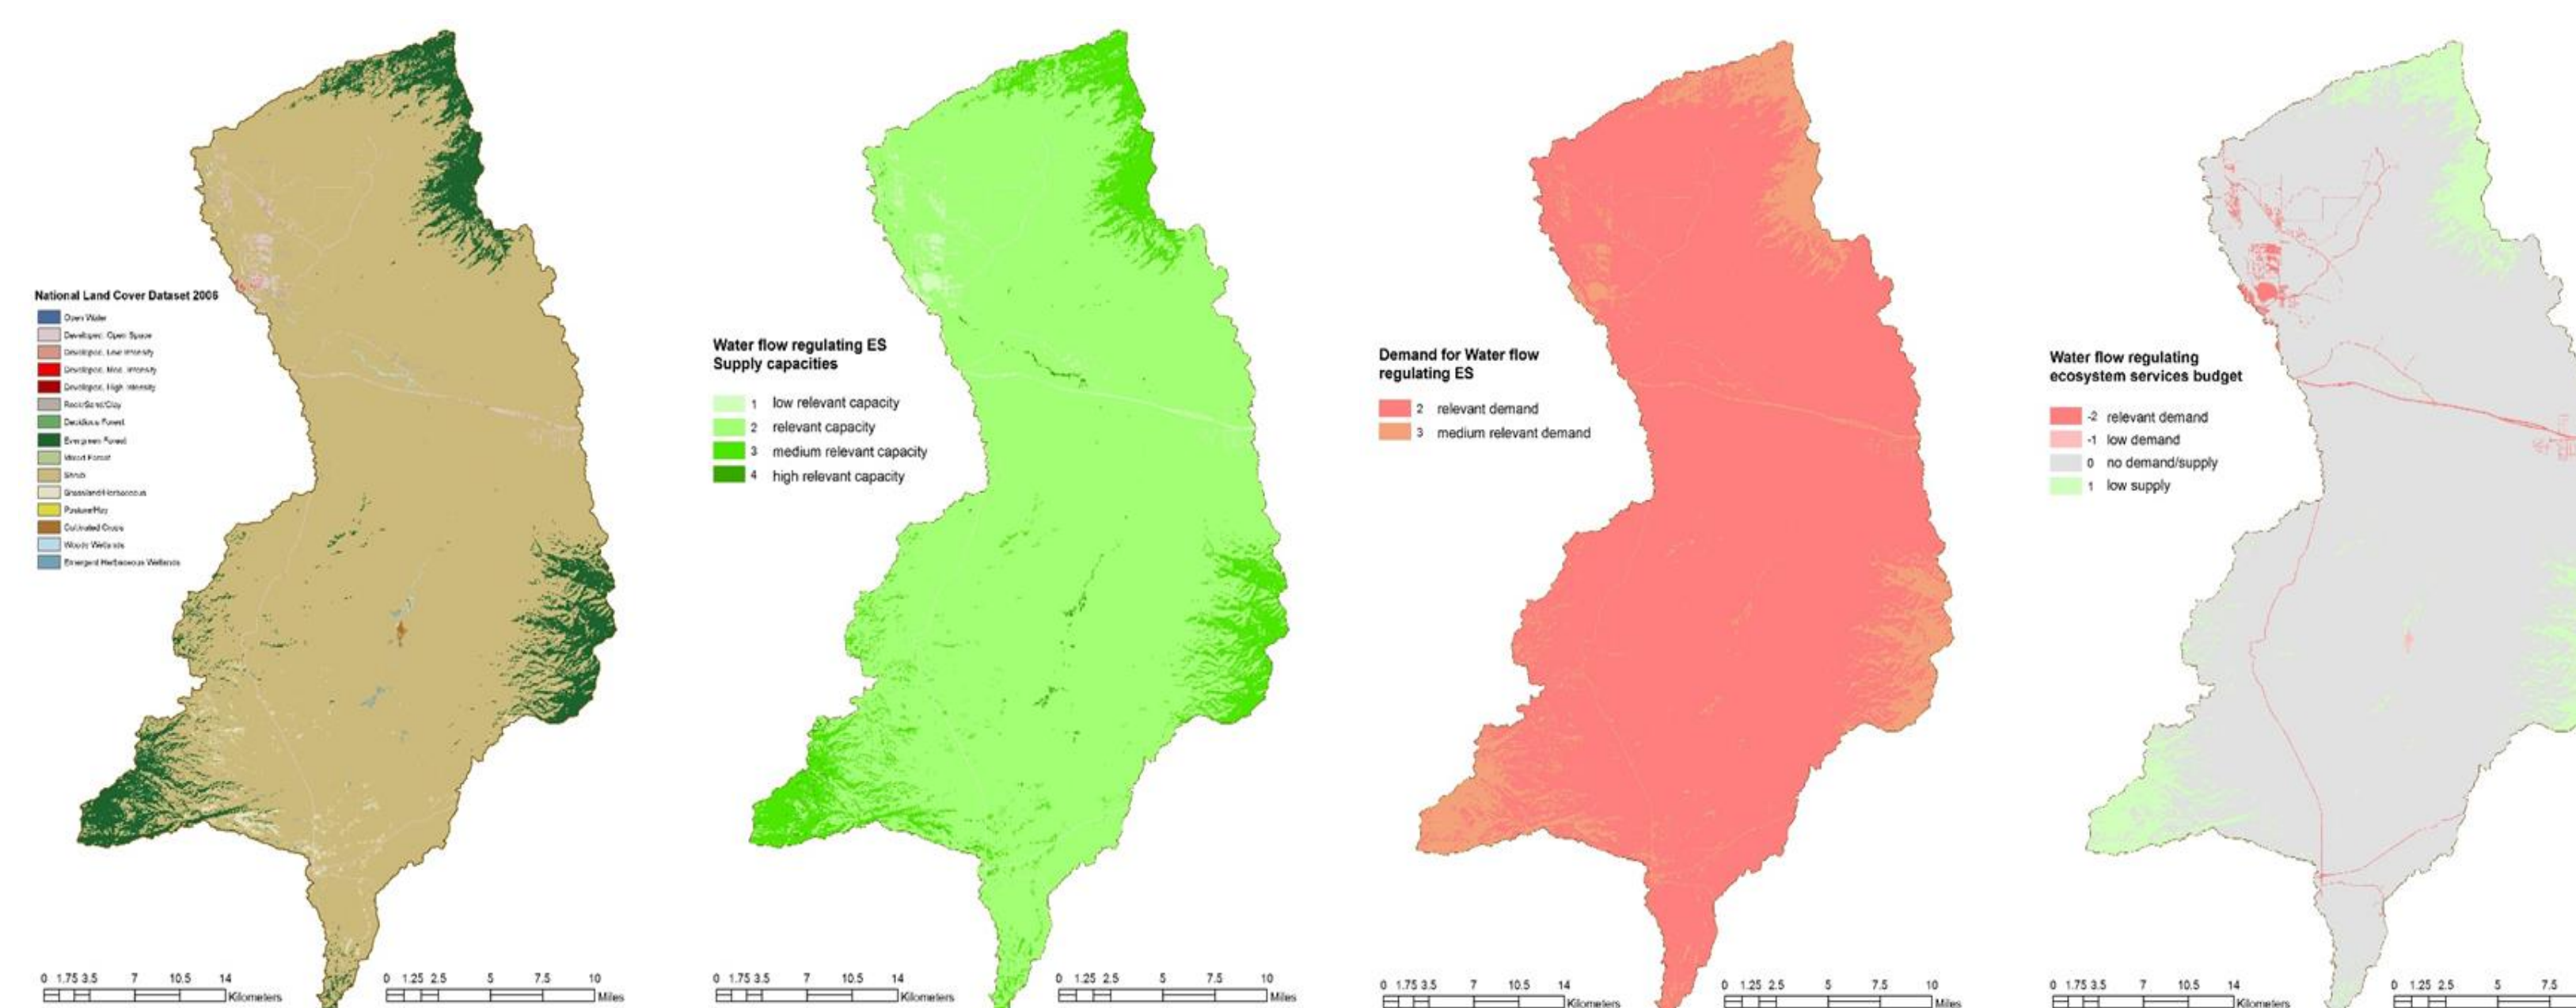 National Land Cover Dataset 2006
Open Water
Developed, Open Space
Developed, Low Intensity
Developed, Med. Intensity
Developed, High Intensity
Rock/Sand/Clay
Deciduous Forest
Evergreen Forest
Mixed Forest
Shrub
Grassland/Herbaceous
Pasture/Hay
Cultivated Crops
Woody Wetlands
Emergent Herbaceous Wetlands
0 1.75 3.5 7 10.5 14 Kilometers
0 1.25 2.5 5 7.5 10 Miles
Water flow regulating ES
Supply capacities
1 low relevant capacity
2 relevant capacity
3 medium relevant capacity
4 high relevant capacity
0 1.75 3.5 7 10.5 14 Kilometers
0 1.25 2.5 5 7.5 10 Miles
Demand for Water flow
regulating ES
2 relevant demand
3 medium relevant demand
0 1.75 3.5 7 10.5 14 Kilometers
0 1.25 2.5 5 7.5 10 Miles
Water flow regulating
ecosystem services budget
-2 relevant demand
-1 low demand
0 no demand/supply
1 low supply
0 1.75 3.5 7 10.5 14 Kilometers
0 1.25 2.5 5 7.5